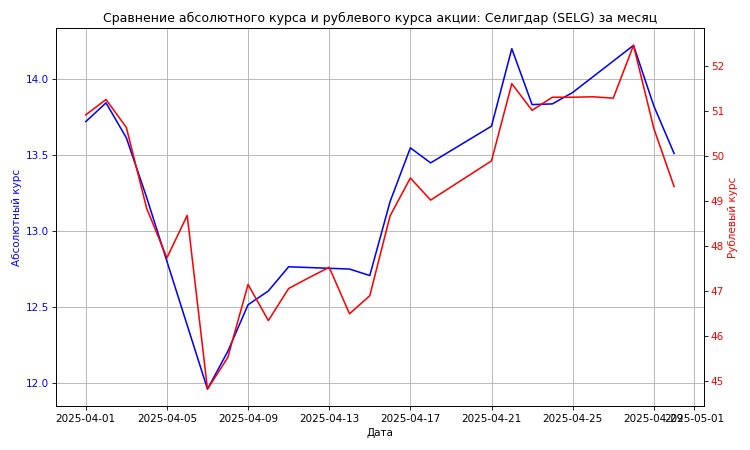 Сравнение абсолютного курса и рублевого курса акции: Селигдар (SELG) за месяц
Абсолютный курс
14.0
13.5
13.0
12.5
12.0
52
51
50
49
48
47
46
45
Рублевый курс
2025-04-01 2025-04-05 2025-04-09 2025-04-13 2025-04-17 2025-04-21 2025-04-25 2025-04-29 2025-05-01
Дата